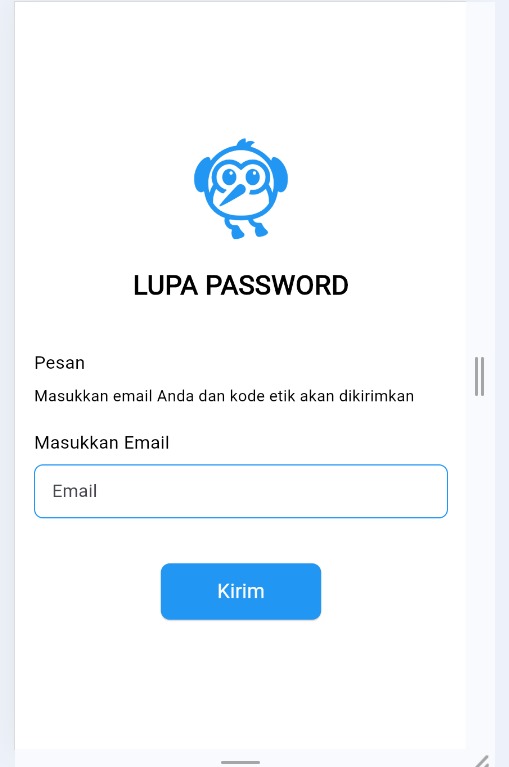 LUPA PASSWORD
Pesan
Masukkan email Anda dan kode etik akan dikirimkan
Masukkan Email
Email
Kirim